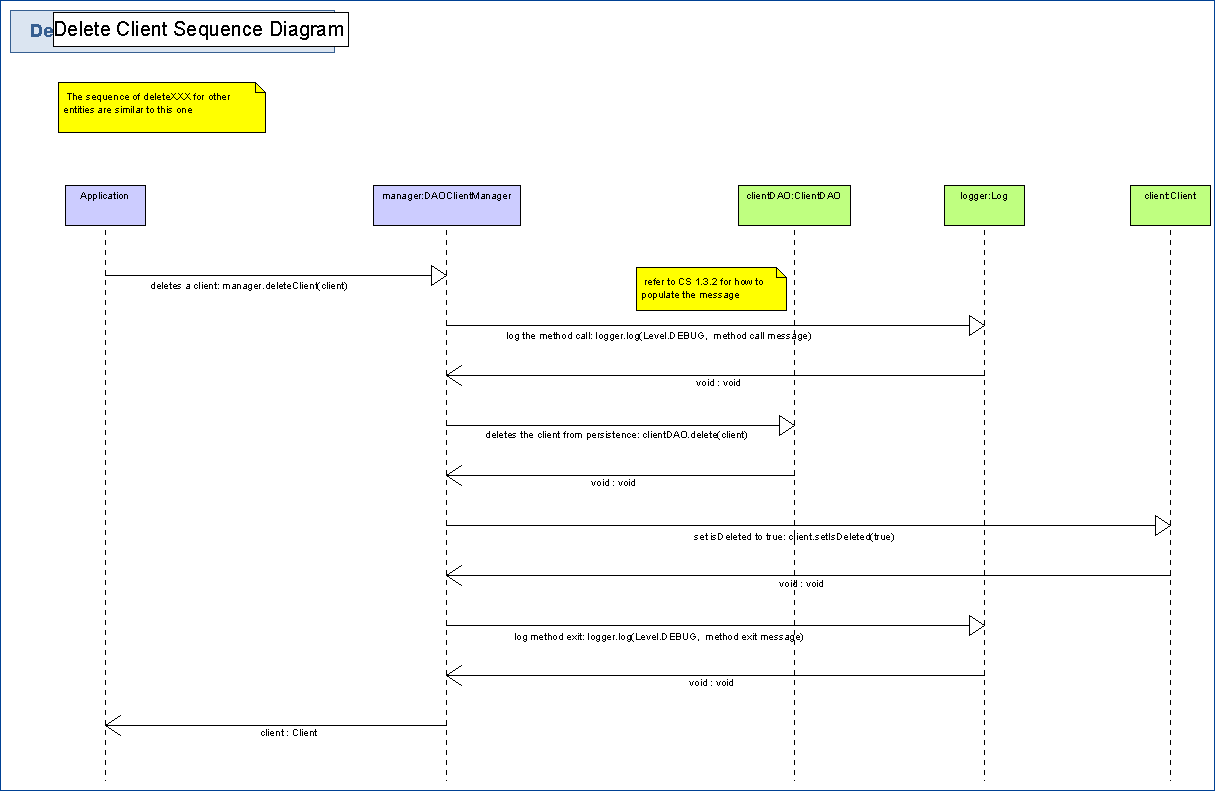 De
Delete Client Sequence Diagram
The sequence of deleteXXX for other
entities are similar to this one
Application
manager:DAOClientManager
clientDAO:ClientDAO
logger:Log
client:Client
deletes a client: manager.deleteClient(client)
refer to CS 1.3.2 for how to
populate the message
log the method call: logger.log(Level.DEBUG, method call message)
void : void
deletes the client from persistence: clientDAO.delete(client)
void : void
set isDeleted to true: client.setIsDeleted(true)
void : void
log method exit: logger.log(Level.DEBUG, method exit message)
void : void
client : Client